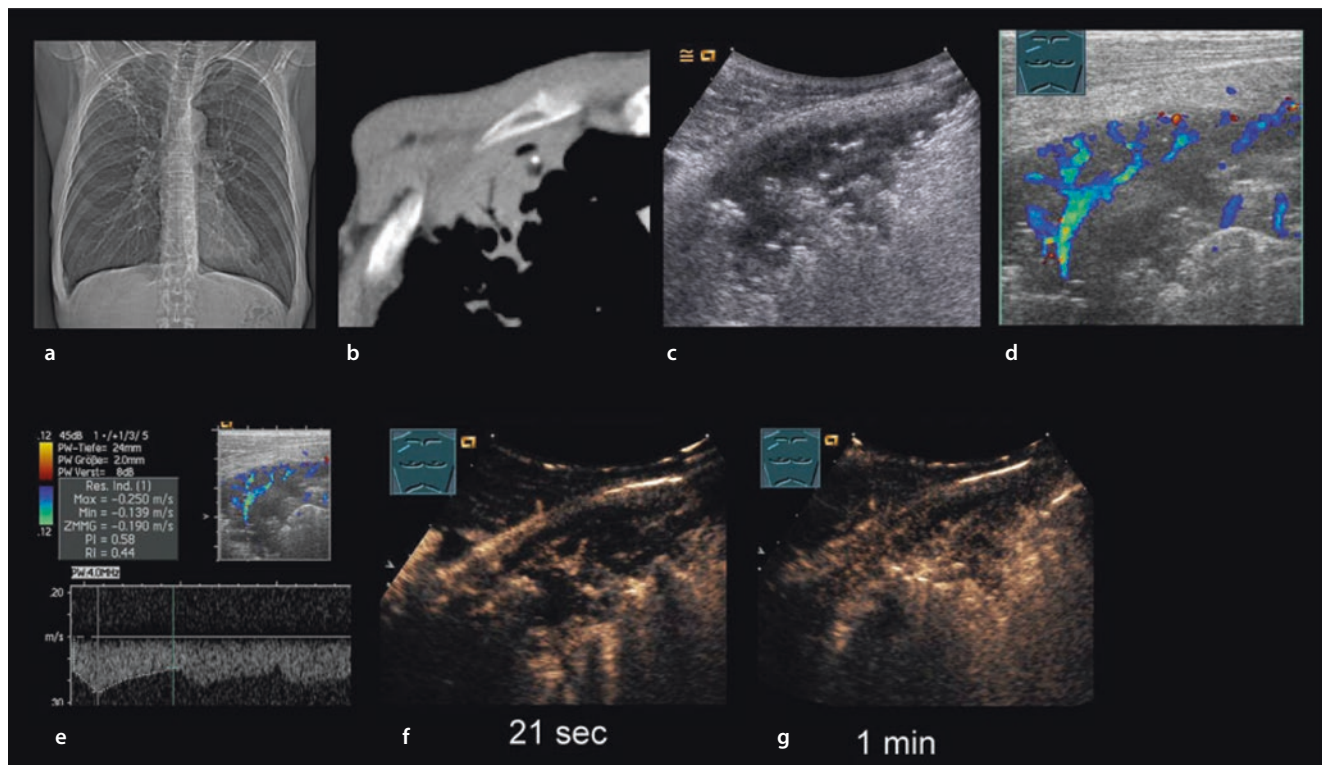 a
b
c
d
.12
45dB 1 •/+1/3/ 5
PW-Tiefe= 24mm
PW Größe= 2.0mm
PW Verst= 8dB
Res. Ind. (1)
Max = -0.250 m/s
Min = -0.139 m/s
ZMMG = -0.190 m/s
PI = 0.58
RI = 0.44
.12
PW 4.0MHz
.20
m/s
.30
e
f
21 sec
g
1 min